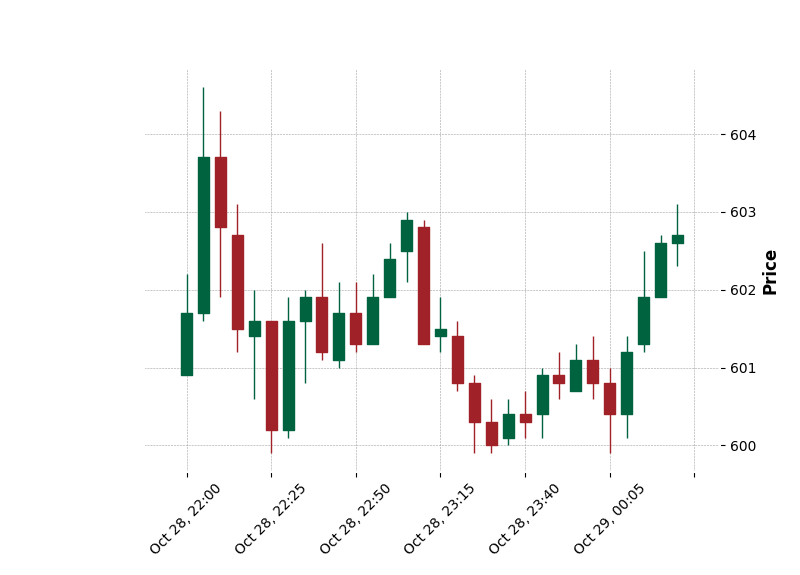 604
603
602
601
600
Price
Oct 28, 22:00
Oct 28, 22:25
Oct 28, 22:50
Oct 28, 23:15
Oct 28, 23:40
Oct 29, 00:05